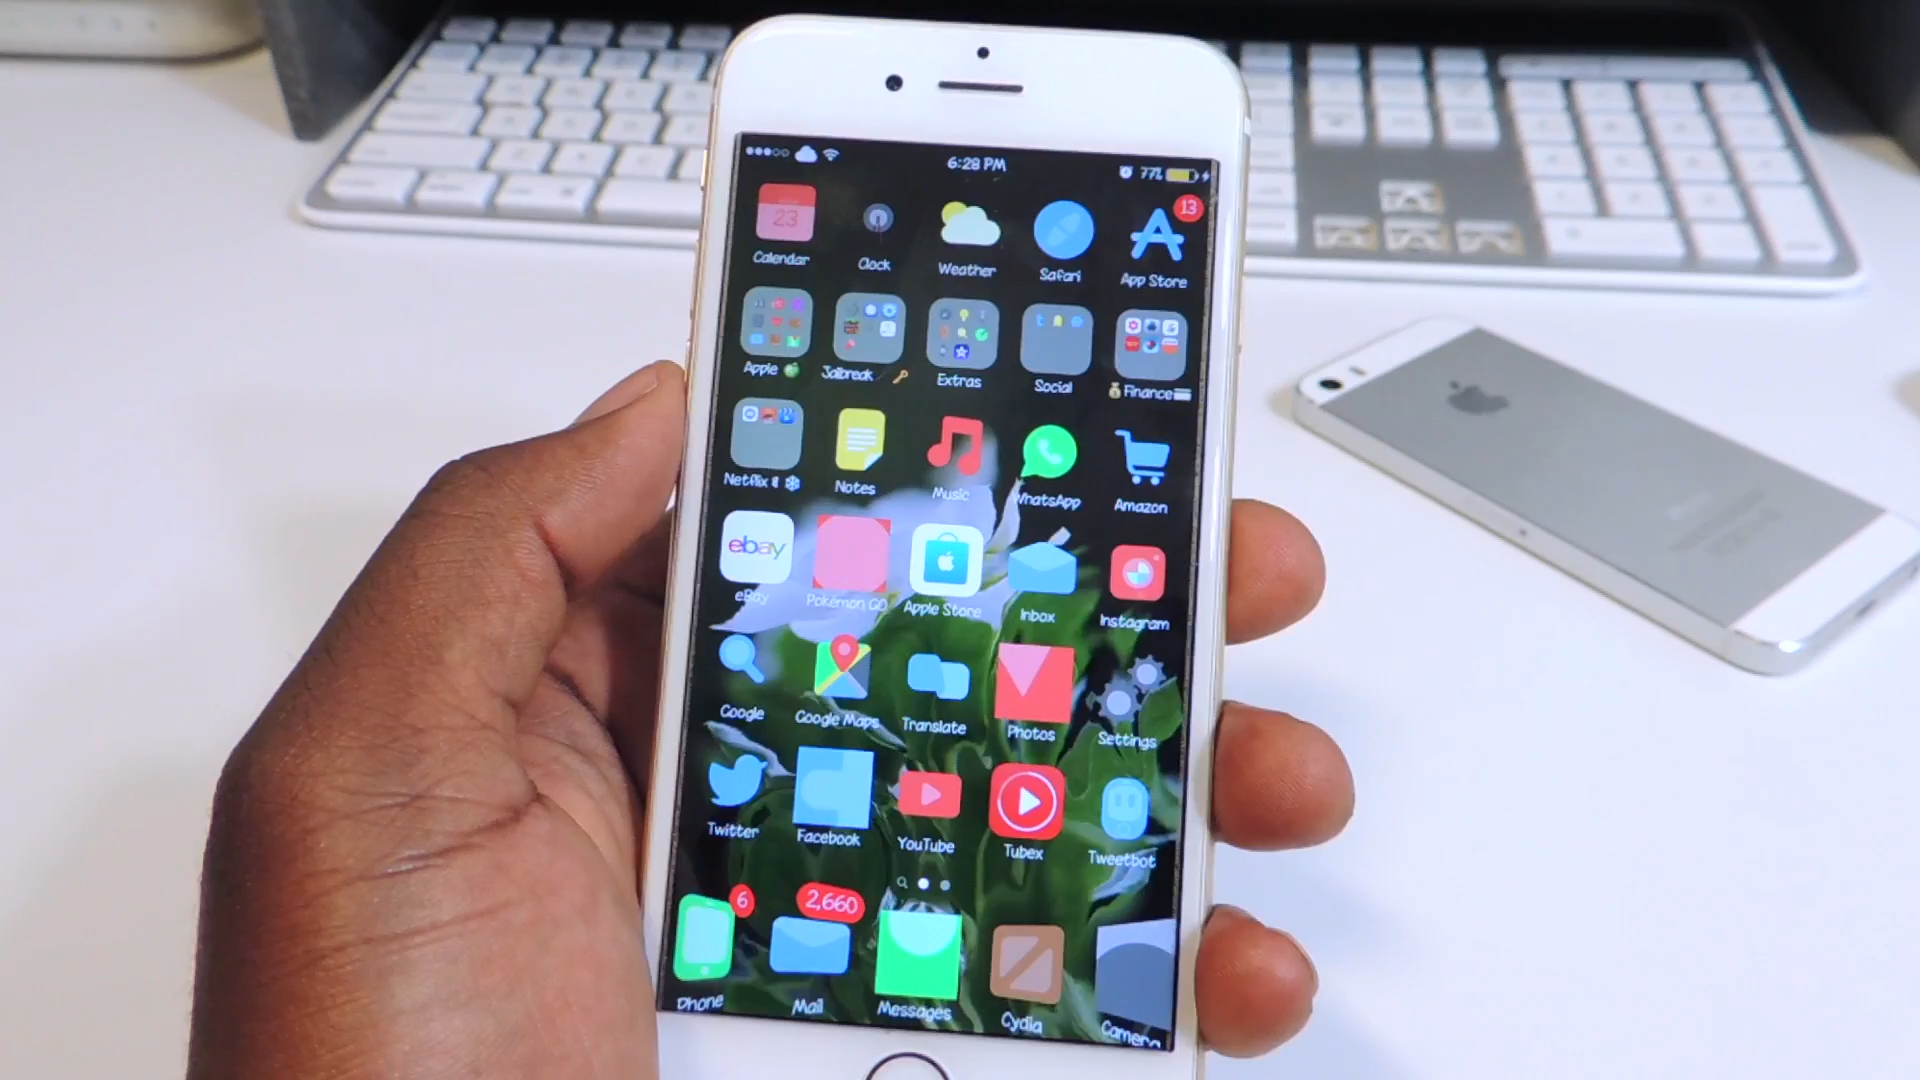 6:28 PM 77%
23 13
Calendar Clock Weather Safari App Store
Apple Jailbreak Extras Social Finance
Netflix & Notes Music WhatsApp Amazon
ebay
eBay Pokémon GO Apple Store Inbox Instagram
Google Google Maps Translate Photos Settings
Twitter Facebook YouTube Tubex Tweetbot
6 2,660
Phone Mail Messages Cydia Camera